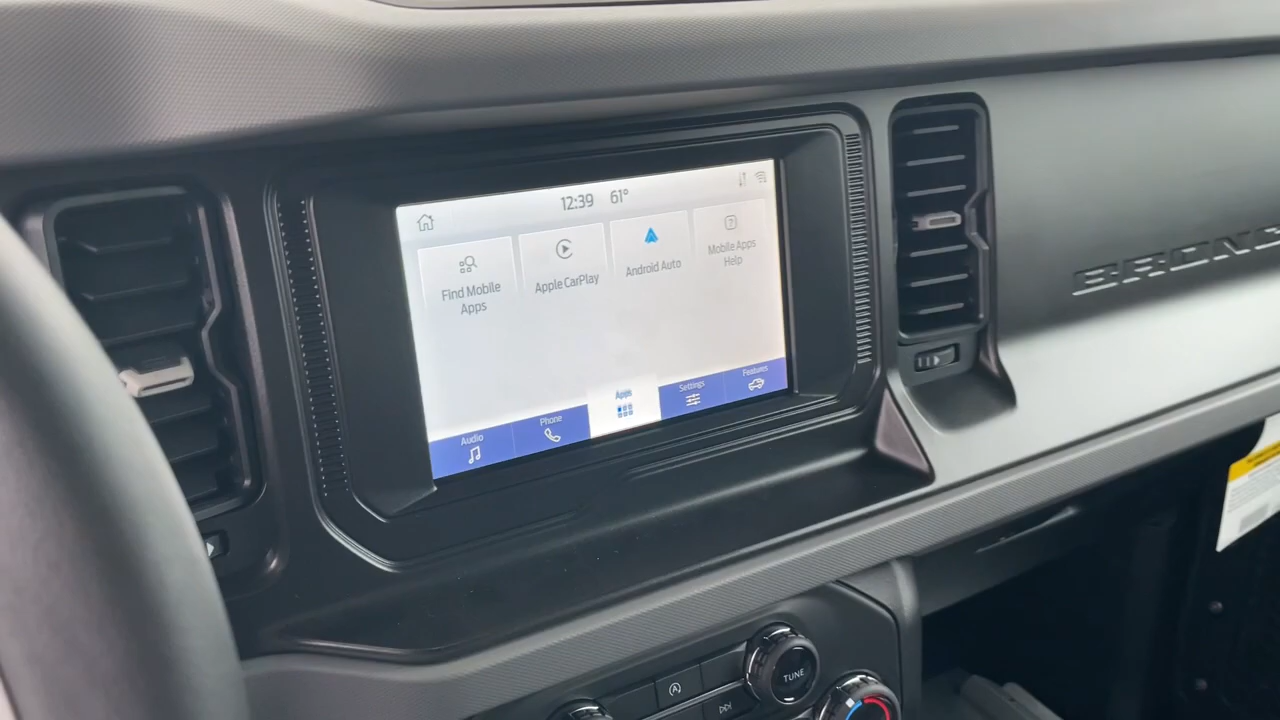 12:39 61°
Find Mobile
Apps
Apple CarPlay
Android Auto
Mobile Apps
Help
Audio
Phone
Apps
Settings
Features
BRONCO
TUNE